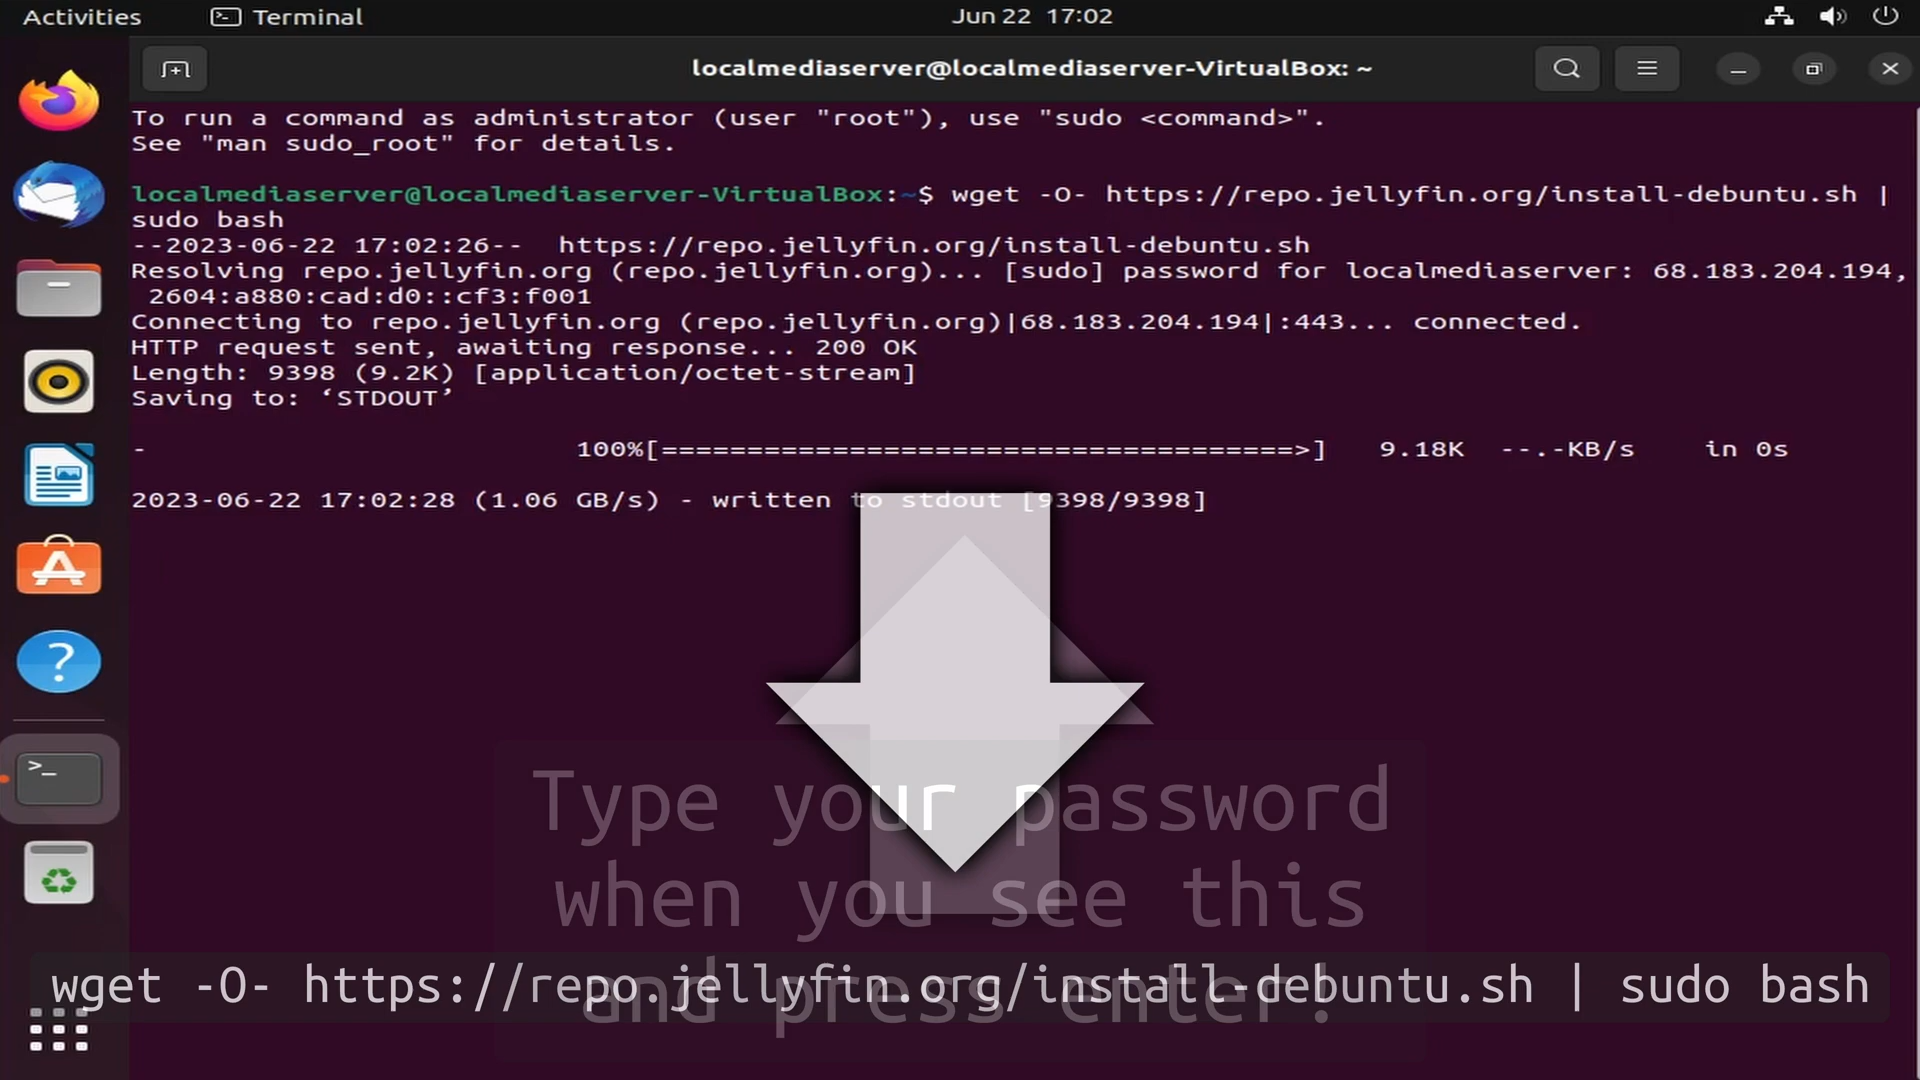 Activities
Terminal
Jun 22 17:02
localmediaserver@localmediaserver-VirtualBox: ~
To run a command as administrator (user "root"), use "sudo <command>".
See "man sudo_root" for details.
localmediaserver@localmediaserver-VirtualBox:~$ wget -O- https://repo.jellyfin.org/install-debuntu.sh |
sudo bash
--2023-06-22 17:02:26--  https://repo.jellyfin.org/install-debuntu.sh
Resolving repo.jellyfin.org (repo.jellyfin.org)... [sudo] password for localmediaserver: 68.183.204.194,
2604:a880:cad:d0::cf3:f001
Connecting to repo.jellyfin.org (repo.jellyfin.org)|68.183.204.194|:443... connected.
HTTP request sent, awaiting response... 200 OK
Length: 9398 (9.2K) [application/octet-stream]
Saving to: ‘STDOUT’
- 100%[=====================================>] 9.18K --.-KB/s in 0s
2023-06-22 17:02:28 (1.06 GB/s) - written to stdout [9398/9398]
Type your password
when you see this
and press enter!
wget -O- https://repo.jellyfin.org/install-debuntu.sh | sudo bash